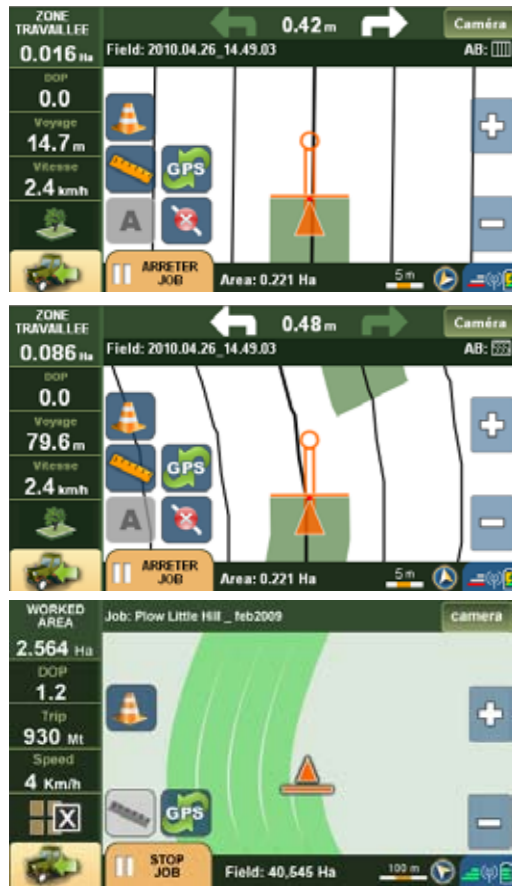 ZONE
TRAVAILLEE
0.42 m
Caméra
0.016 Ha
Field: 2010.04.26_14.49.03
AB:
DOP
0.0
Voyage
14.7 m
Vitesse
2.4 km/h
GPS
A
ARRETER
JOB
Area: 0.221 Ha
5 m
ZONE
TRAVAILLEE
0.48 m
Caméra
0.086 Ha
Field: 2010.04.26_14.49.03
AB:
DOP
0.0
Voyage
79.6 m
Vitesse
2.4 km/h
GPS
A
ARRETER
JOB
Area: 0.221 Ha
5 m
WORKED
AREA
Job: Plow Little Hill _ feb2009
camera
2.564 Ha
DOP
1.2
Trip
930 Mt
Speed
4 Km/h
X
GPS
STOP
JOB
Field: 40,545 Ha
100 m